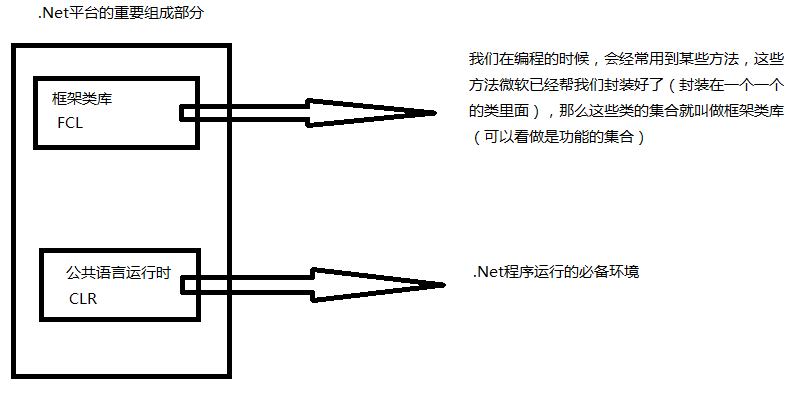 .Net平台的重要组成部分
框架类库
FCL
我们在编程的时候，会经常用到某些方法，这些
方法微软已经帮我们封装好了（封装在一个一个
的类里面），那么这些类的集合就叫做框架类库
（可以看做是功能的集合）
公共语言运行时
CLR
.Net程序运行的必备环境